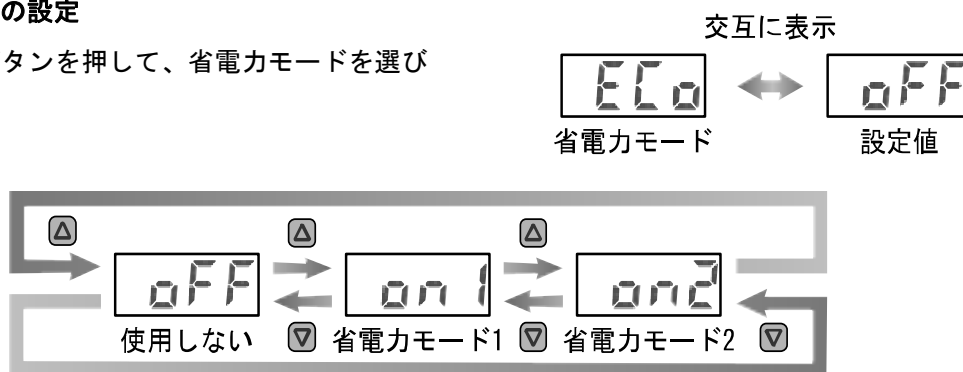 の設定
タンを押して、省電力モードを選び
交互に表示
ECo
oFF
省電力モード
設定値
oFF
on1
on2
使用しない
省電力モード1
省電力モード2